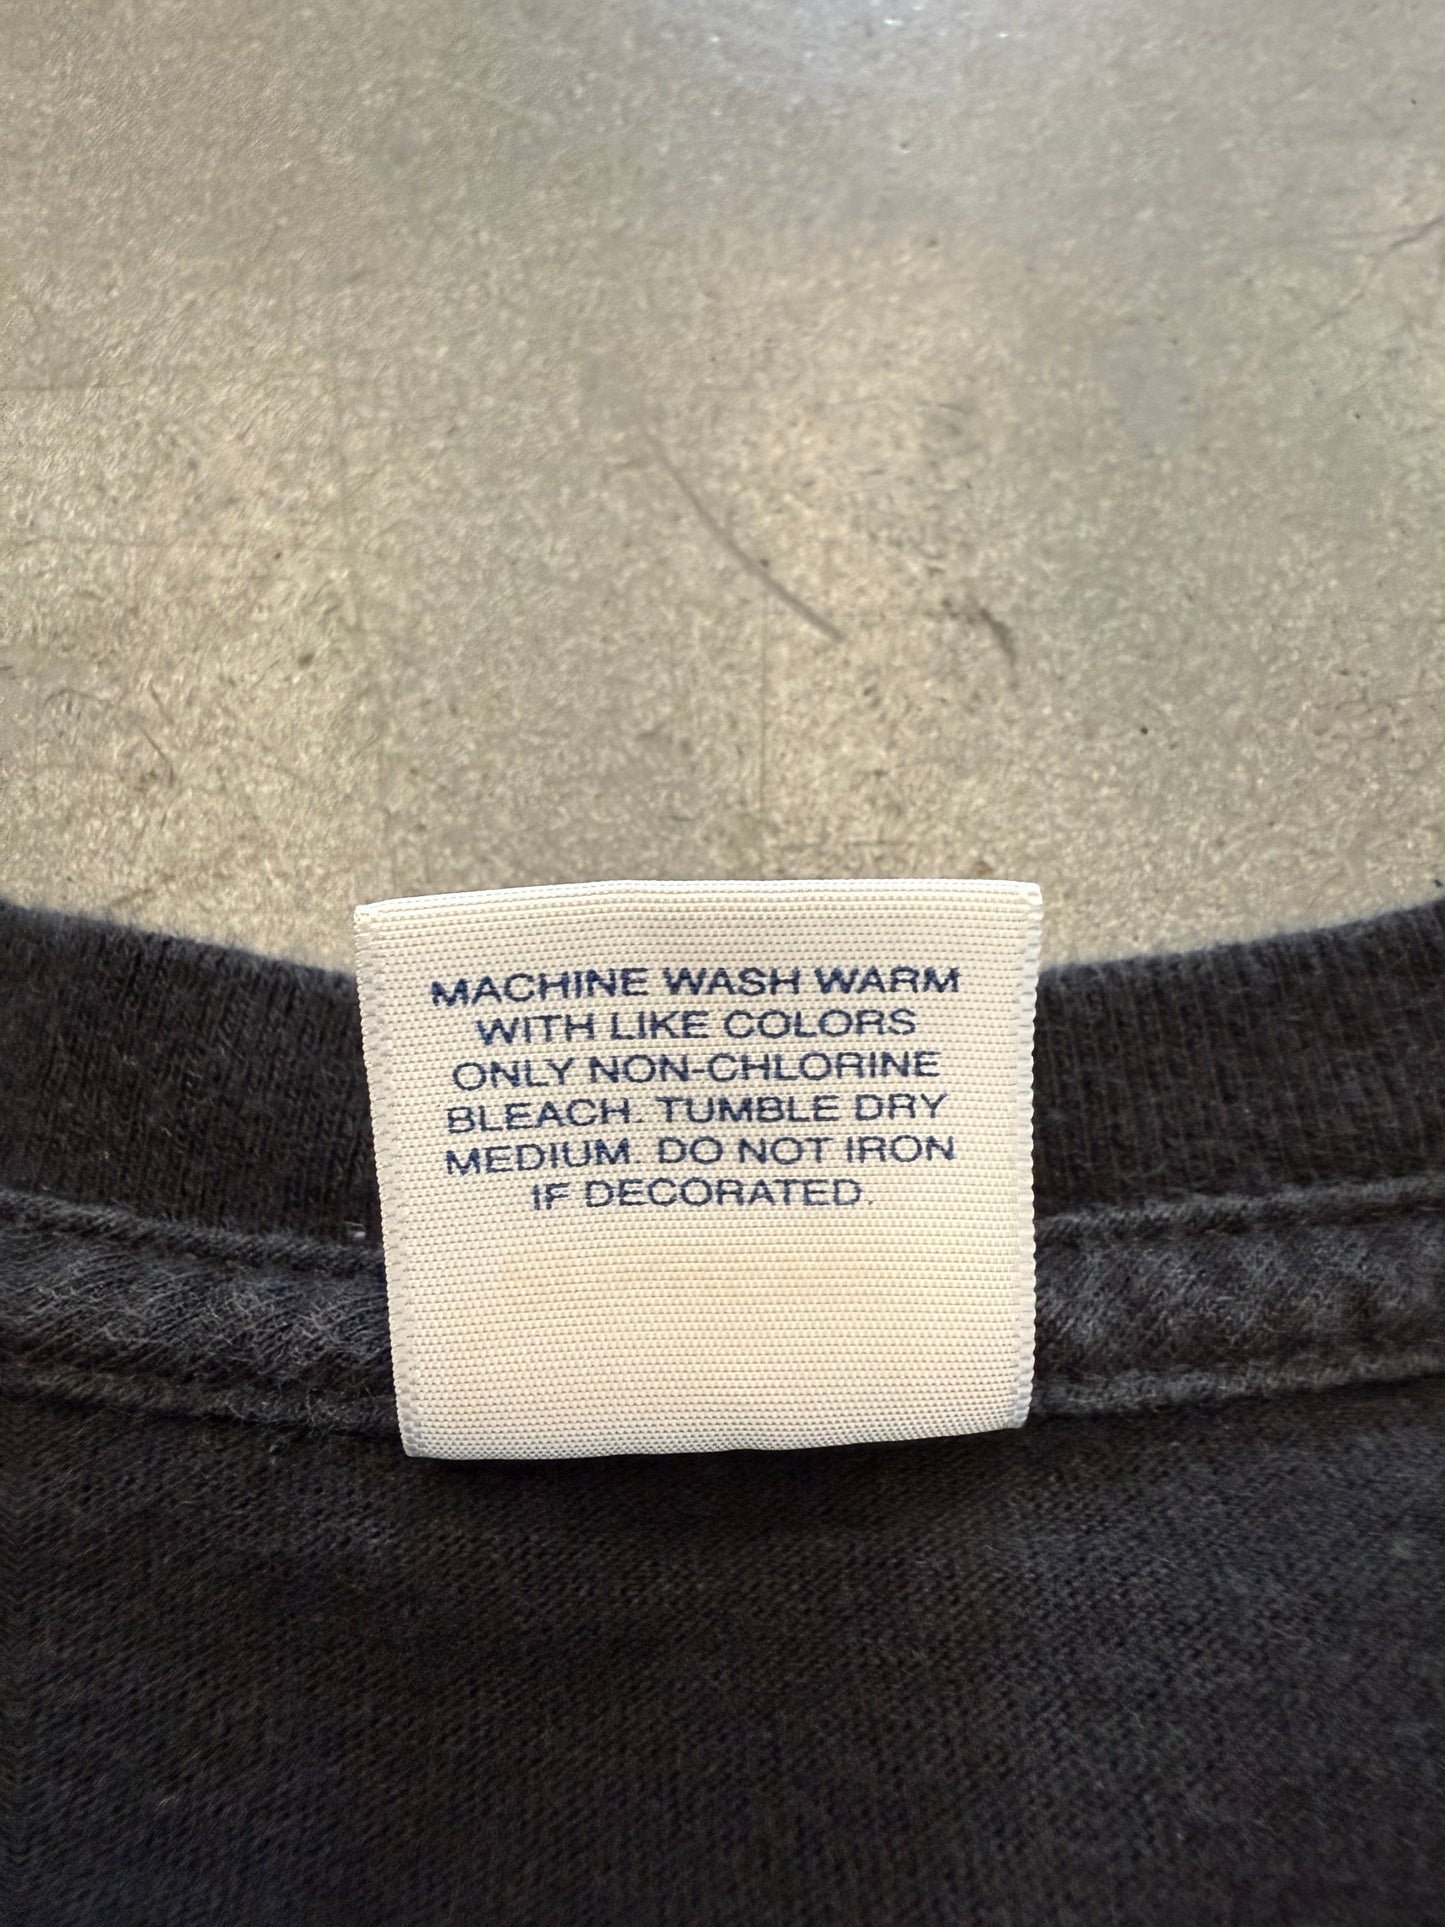 MACHINE WASH WARM
WITH LIKE COLORS
ONLY NON-CHLORINE
BLEACH. TUMBLE DRY
MEDIUM. DO NOT IRON
IF DECORATED.